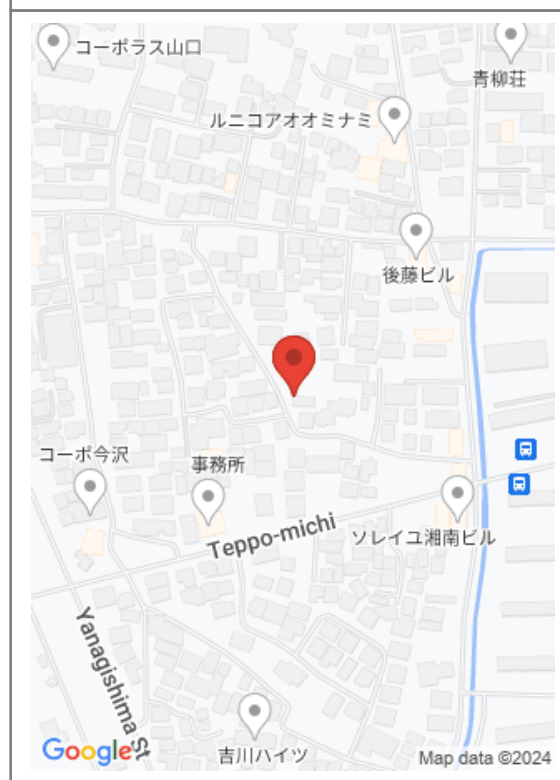 コーポラス山口
青柳荘
ルニコアオオミナミ
後藤ビル
コーポ今沢
事務所
Teppo-michi
ソレイユ湘南ビル
Yanagishima St
吉川ハイツ
Google
Map data ©2024